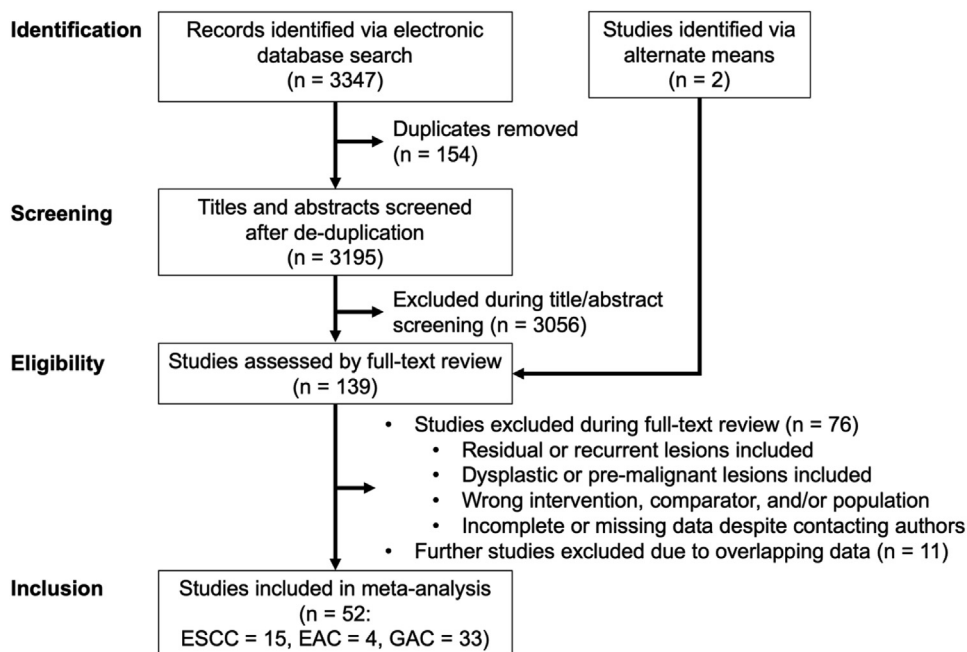 Identification
Records identified via electronic
database search
(n = 3347)
Studies identified via
alternate means
(n = 2)
Duplicates removed
(n = 154)
Screening
Titles and abstracts screened
after de-duplication
(n = 3195)
Excluded during title/abstract
screening (n = 3056)
Eligibility
Studies assessed by full-text review
(n = 139)
• Studies excluded during full-text review (n = 76)
• Residual or recurrent lesions included
• Dysplastic or pre-malignant lesions included
• Wrong intervention, comparator, and/or population
• Incomplete or missing data despite contacting authors
• Further studies excluded due to overlapping data (n = 11)
Inclusion
Studies included in meta-analysis
(n = 52:
ESCC = 15, EAC = 4, GAC = 33)